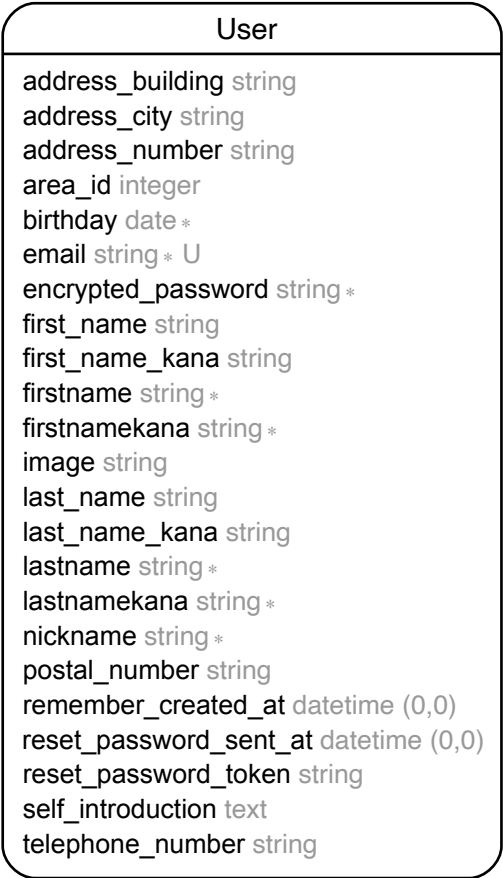 User
address_building string
address_city string
address_number string
area_id integer
birthday date *
email string * U
encrypted_password string *
first_name string
first_name_kana string
firstname string *
firstnamekana string *
image string
last_name string
last_name_kana string
lastname string *
lastnamekana string *
nickname string *
postal_number string
remember_created_at datetime (0,0)
reset_password_sent_at datetime (0,0)
reset_password_token string
self_introduction text
telephone_number string